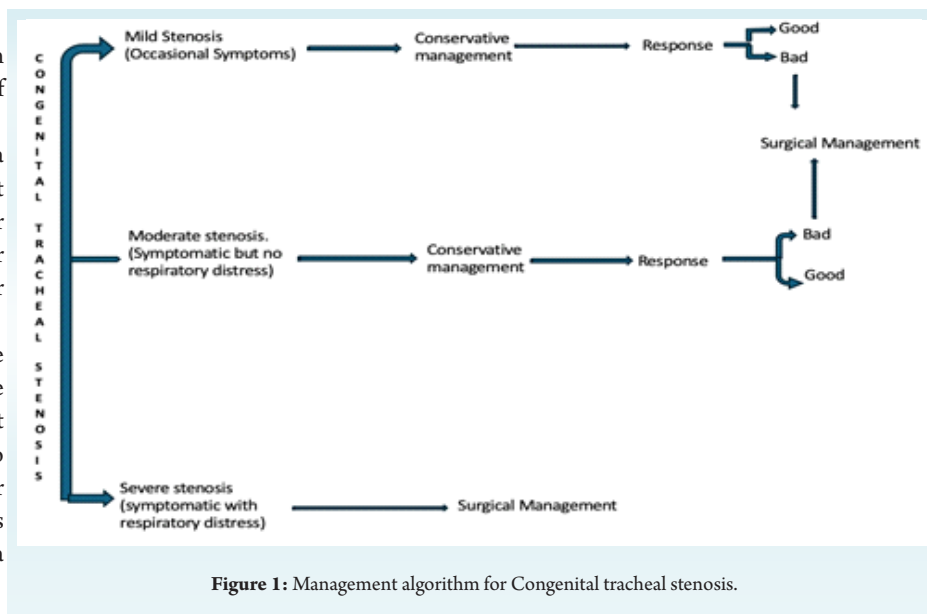 CONGENITAL TRACHEAL STENOSIS
Mild Stenosis
(Occasional Symptoms)
Conservative
management
Response
Good
Bad
Surgical Management
Moderate stenosis.
(Symptomatic but no
respiratory distress)
Conservative
management
Response
Bad
Good
Severe stenosis
(symptomatic with
respiratory distress)
Surgical Management
Figure 1: Management algorithm for Congenital tracheal stenosis.